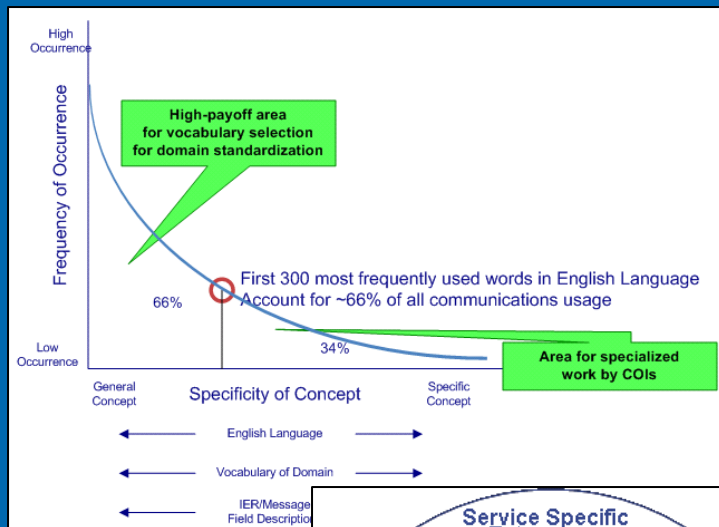 High
Occurrence
Frequency of Occurrence
High-payoff area
for vocabulary selection
for domain standardization
First 300 most frequently used words in English Language
Account for ~66% of all communications usage
66%
34%
Low
Occurrence
Area for specialized
work by COIs
General
Concept
Specificity of Concept
Specific
Concept
English Language
Vocabulary of Domain
IER/Message
Field Description
Service Specific